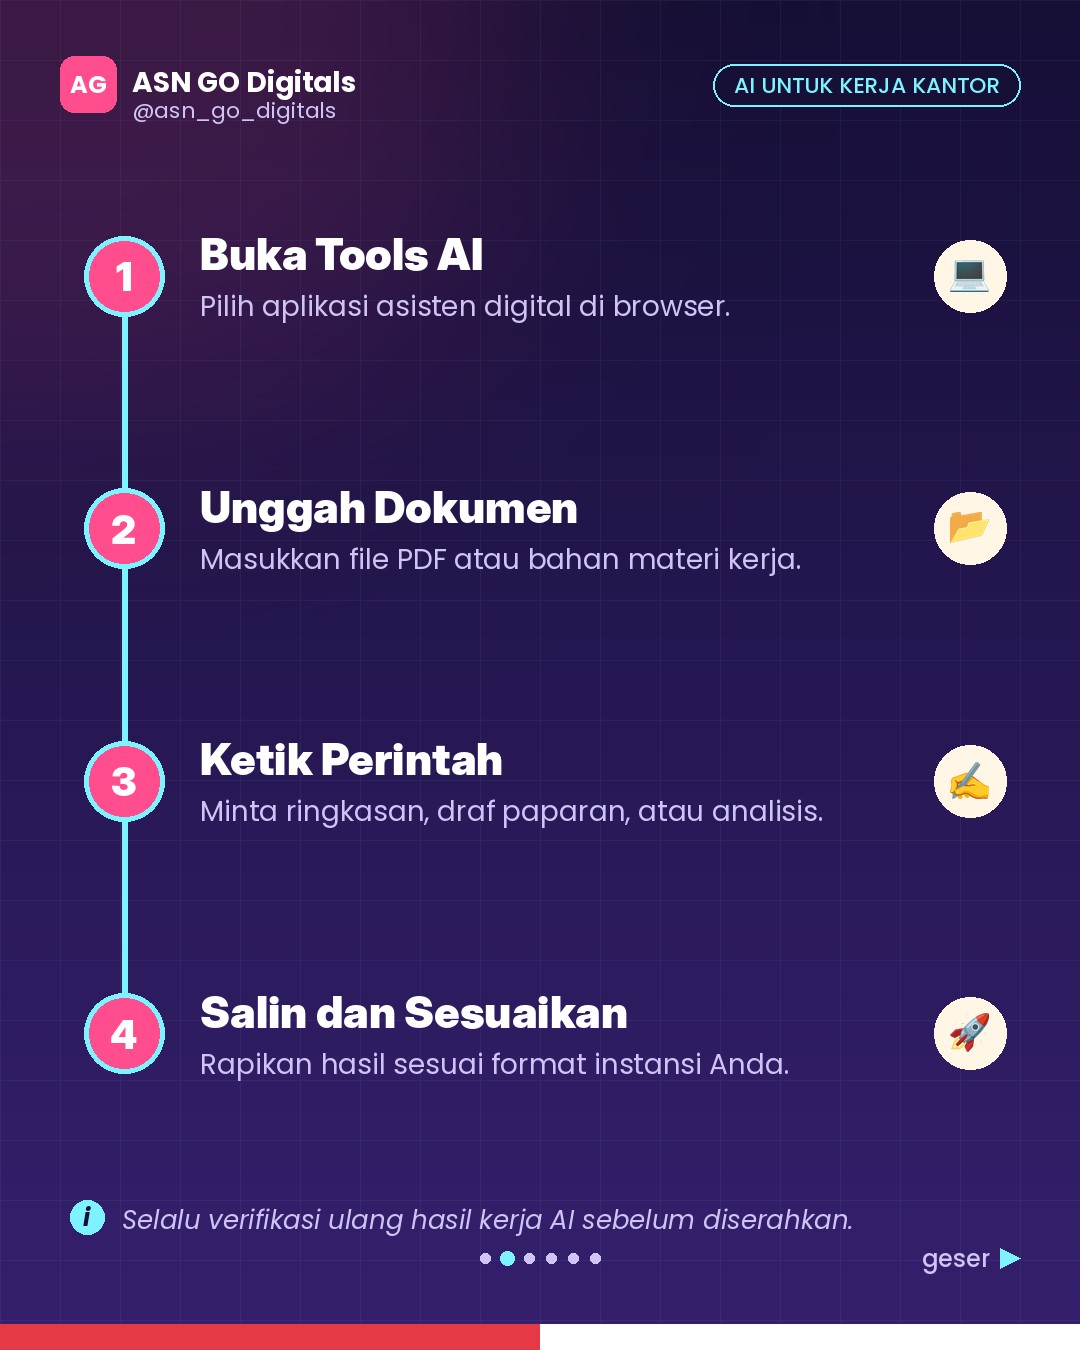 AG
ASN GO Digitals
@asn_go_digitals
AI UNTUK KERJA KANTOR
1
Buka Tools AI
Pilih aplikasi asisten digital di browser.
2
Unggah Dokumen
Masukkan file PDF atau bahan materi kerja.
3
Ketik Perintah
Minta ringkasan, draf paparan, atau analisis.
4
Salin dan Sesuaikan
Rapikan hasil sesuai format instansi Anda.
i
Selalu verifikasi ulang hasil kerja AI sebelum diserahkan.
geser